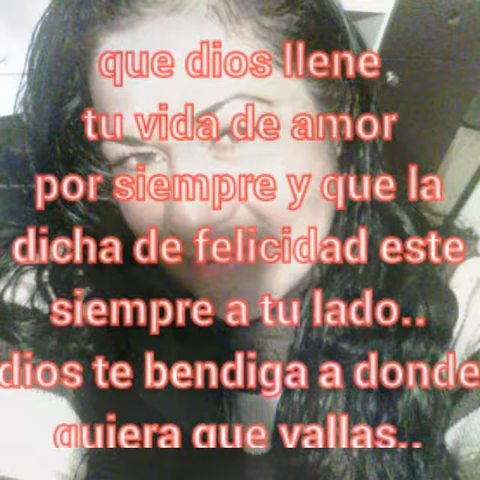 que dios llene
tu vida de amor
por siempre y que la
dicha de felicidad este
siempre a tu lado..
dios te bendiga a donde
quiera que vallas..